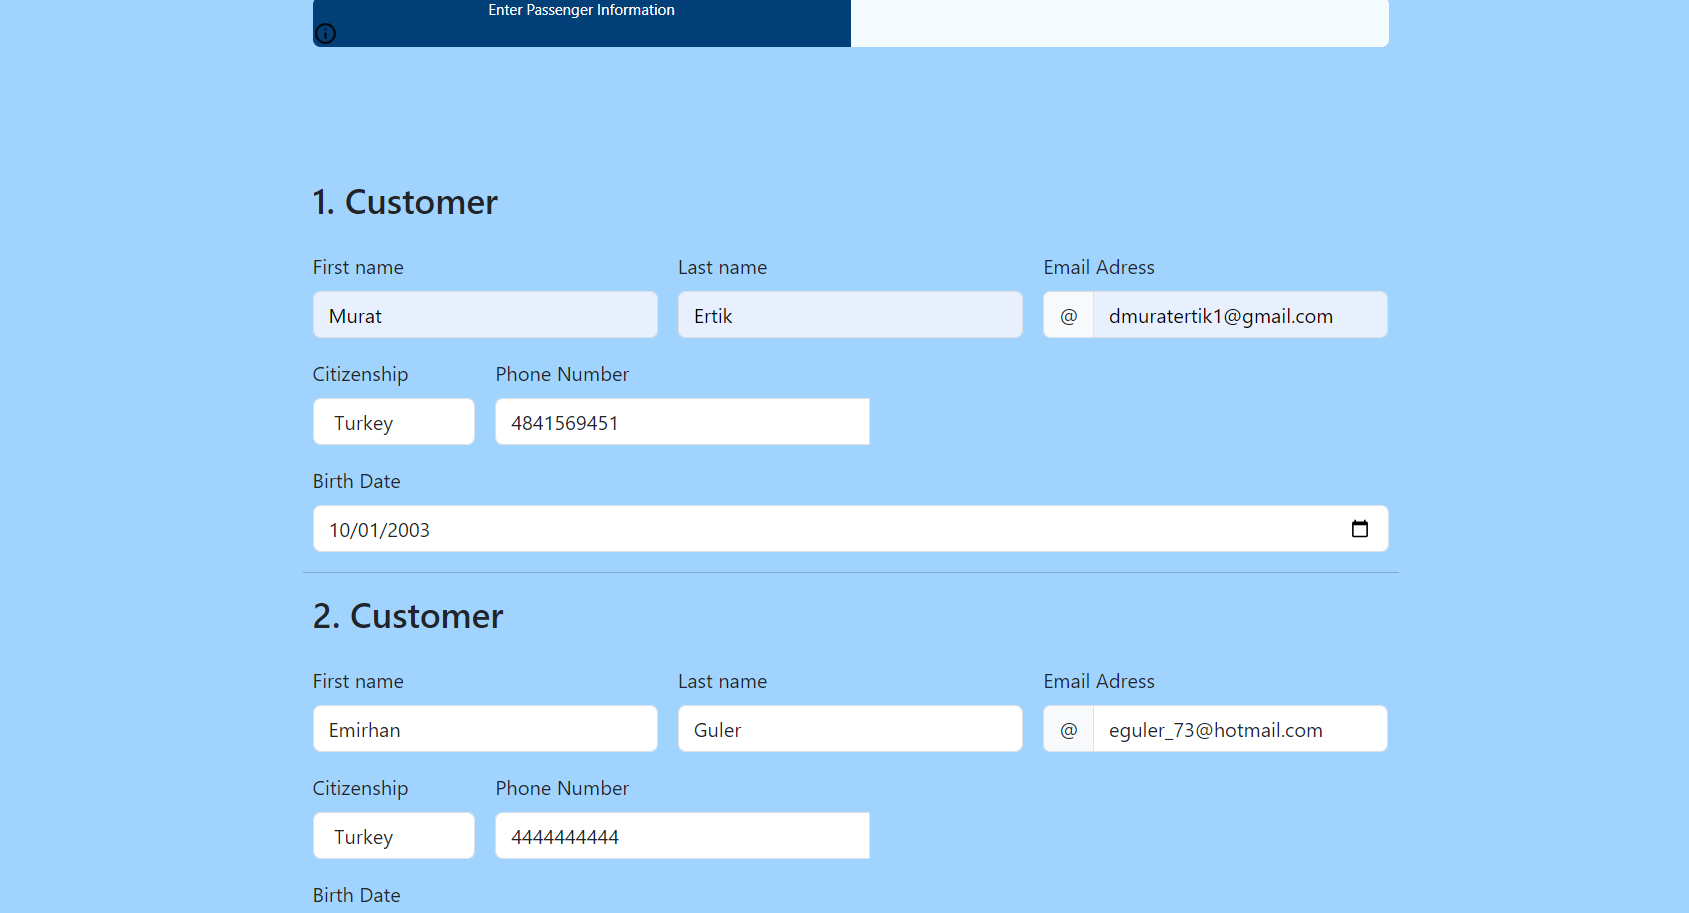 Enter Passenger Information
1. Customer
First name Last name Email Adress
Murat Ertik @ dmuratertik1@gmail.com
Citizenship Phone Number
Turkey 4841569451
Birth Date
10/01/2003
2. Customer
First name Last name Email Adress
Emirhan Guler @ eguler_73@hotmail.com
Citizenship Phone Number
Turkey 4444444444
Birth Date